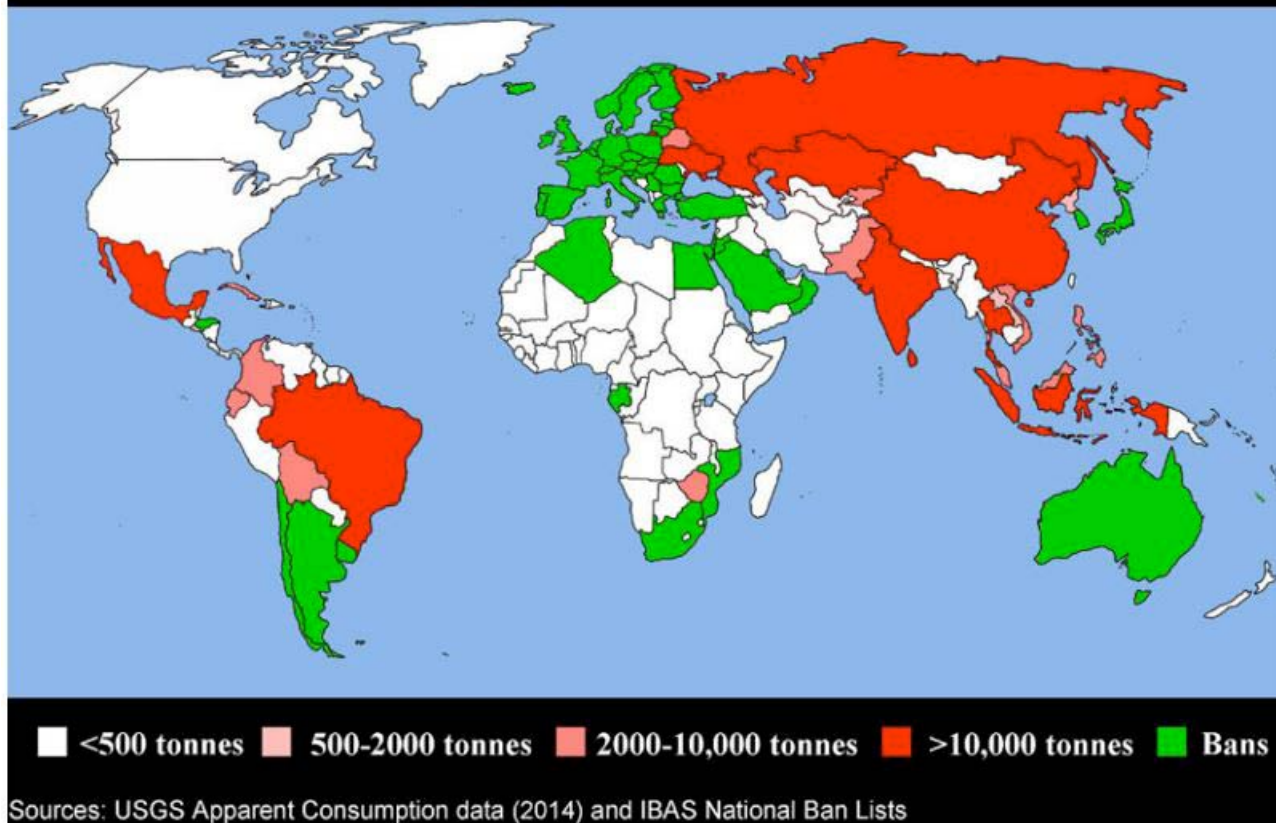 <500 tonnes 500-2000 tonnes 2000-10,000 tonnes >10,000 tonnes Bans
Sources: USGS Apparent Consumption data (2014) and IBAS National Ban Lists